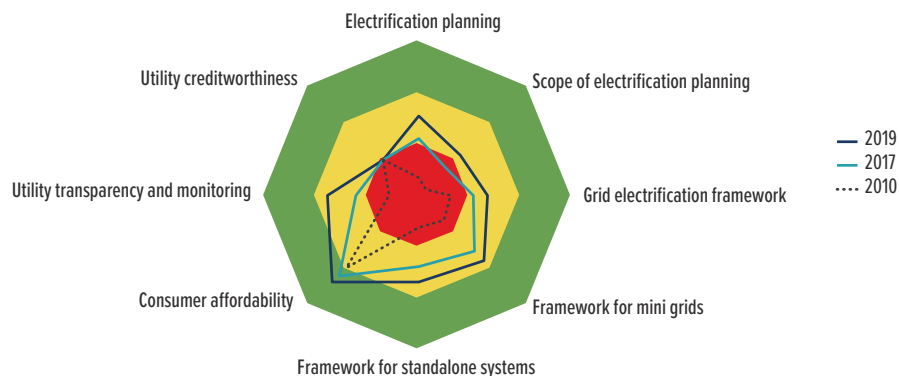 Electrification planning
Utility creditworthiness
Scope of electrification planning
2019
2017
2010
Utility transparency and monitoring
Grid electrification framework
Consumer affordability
Framework for mini grids
Framework for standalone systems